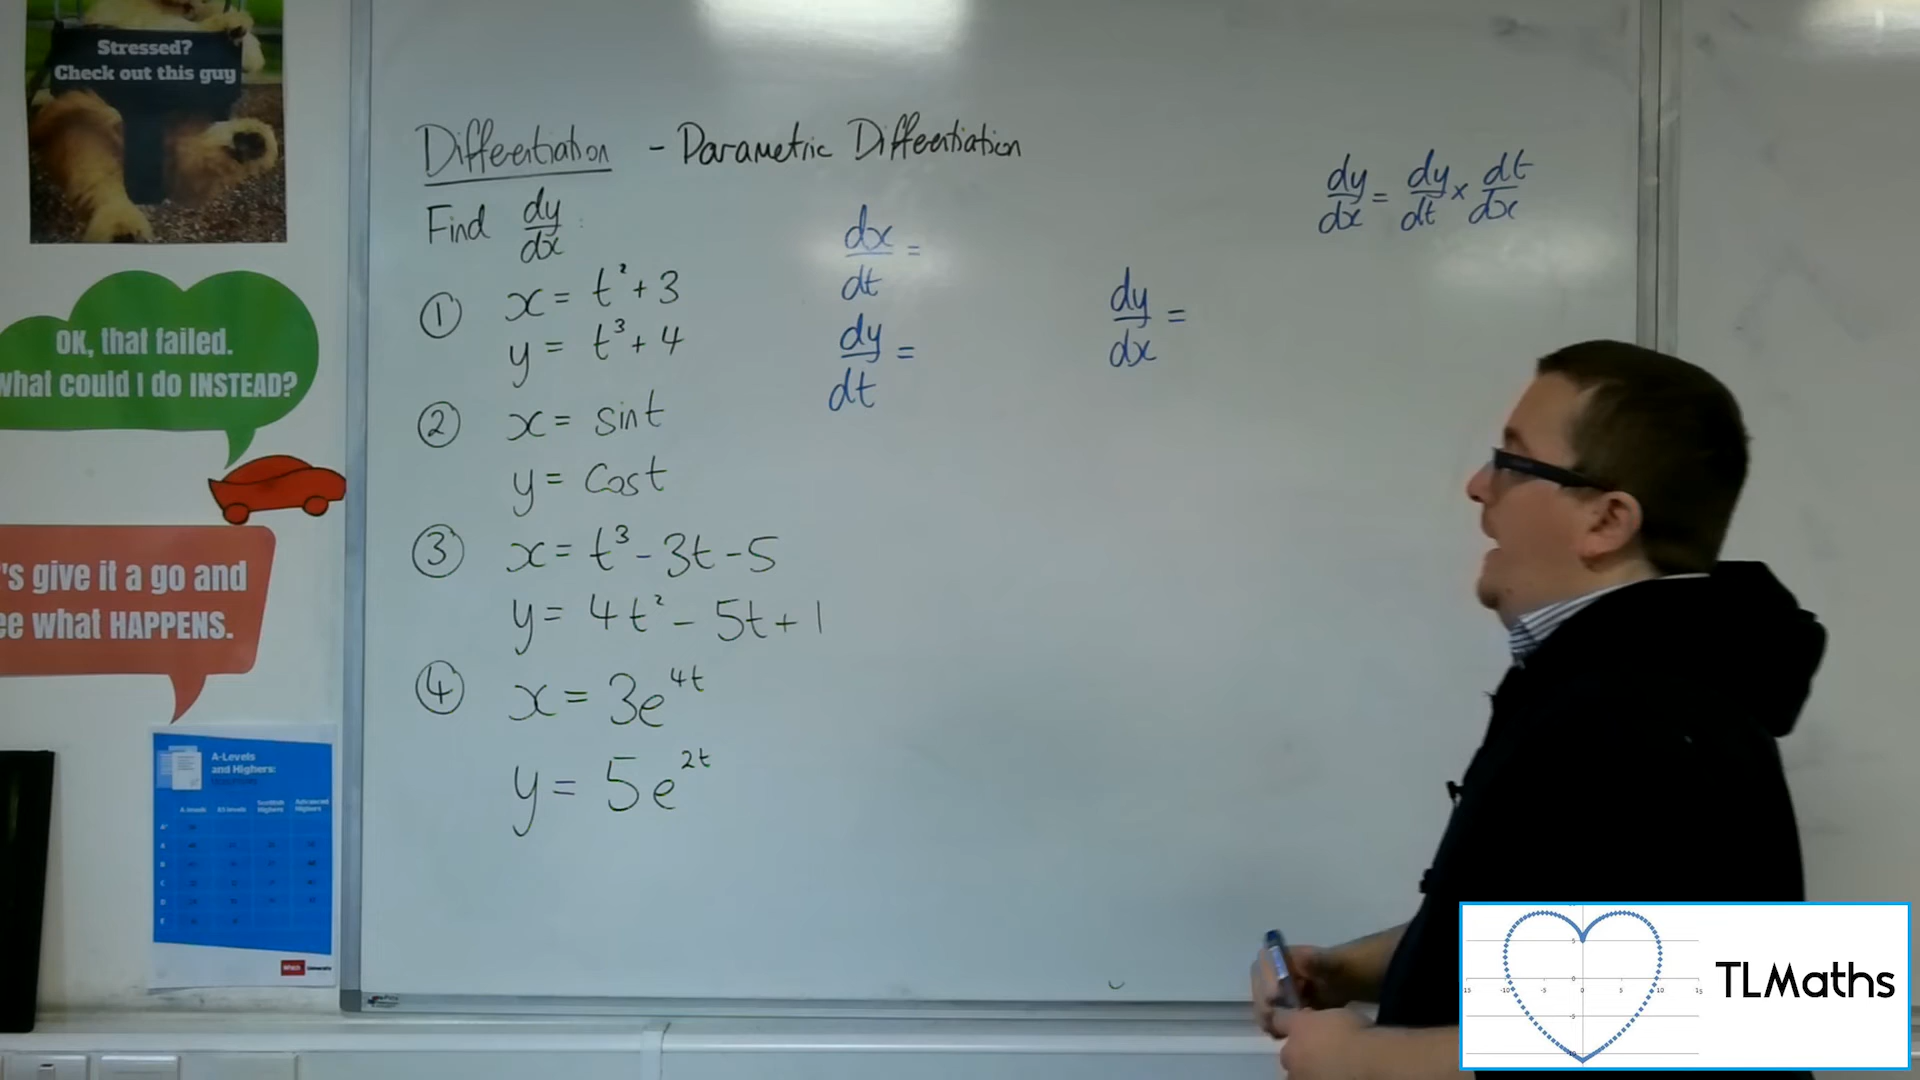 Stressed?
Check out this guy
OK, that failed.
what could I do INSTEAD?
's give it a go and
ee what HAPPENS.
A-Levels
and Highers:
Differentiation - Parametric Differentiation
Find dy/dx :
① x = t² + 3
y = t³ + 4
② x = sin t
y = cos t
③ x = t³ - 3t - 5
y = 4t² - 5t + 1
④ x = 3e^4t
y = 5e^2t
dx/dt =
dy/dt =
dy/dx =
dy/dx = dy/dt × dt/dx
TLMaths